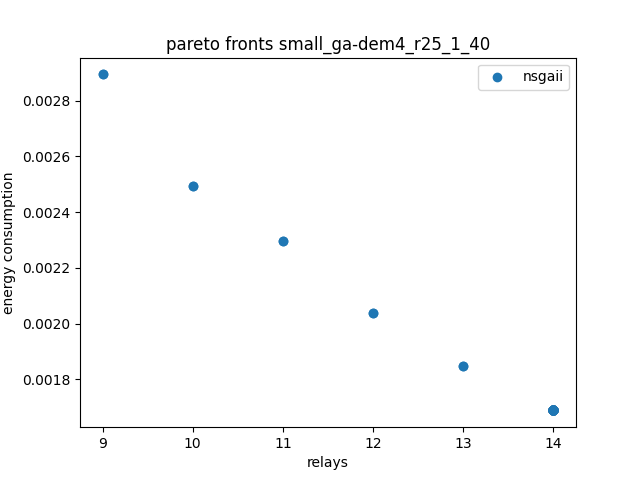 pareto fronts small_ga-dem4_r25_1_40
nsgaii
energy consumption
0.0028
0.0026
0.0024
0.0022
0.0020
0.0018
9 10 11 12 13 14
relays